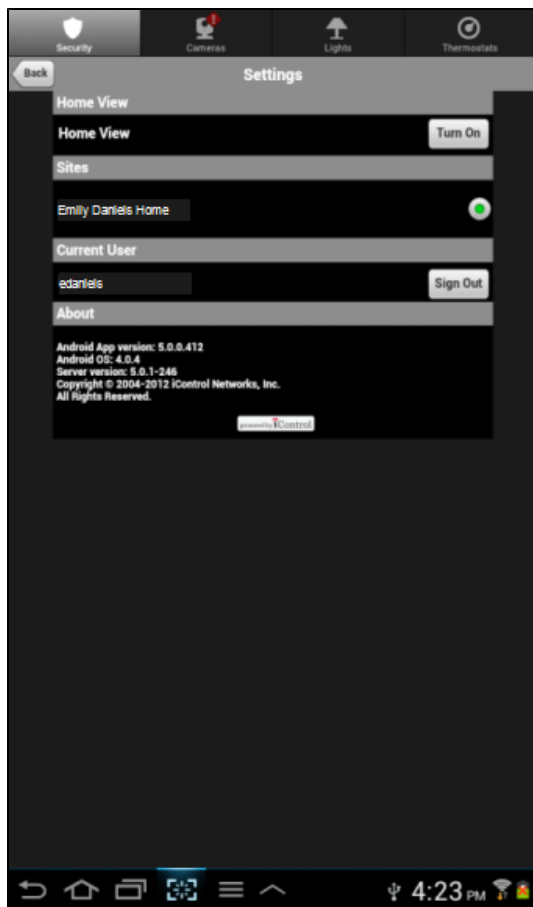 Security Cameras Lights Thermostats
Back Settings
Home View
Home View Turn On
Sites
Emily Daniels Home
Current User
edaniels Sign Out
About
Android App version: 5.0.0.412
Android OS: 4.0.4
Server version: 5.0.1-246
Copyright © 2004-2012 iControl Networks, Inc.
All Rights Reserved.
powered by iControl
4:23 PM